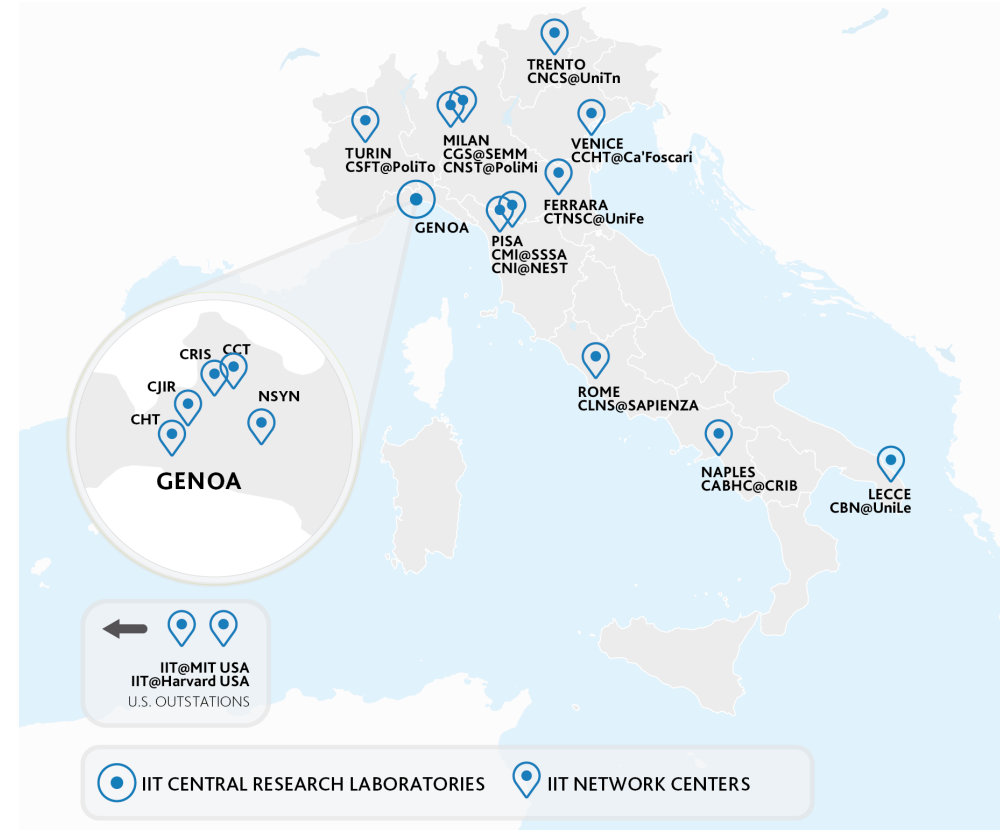 TRENTO
CNCS@UniTn
MILAN
CGS@SEMM
CNST@PoliMi
VENICE
CCHT@Ca'Foscari
TURIN
CSFT@PoliTo
FERRARA
CTNSC@UniFe
GENOA
PISA
CMI@SSSA
CNI@NEST
CRIS
CCT
CJIR
NSYN
CHT
GENOA
ROME
CLNS@SAPIENZA
NAPLES
CABHC@CRIB
LECCE
CBN@UniLe
IIT@MIT USA
IIT@Harvard USA
U.S. OUTSTATIONS
IIT CENTRAL RESEARCH LABORATORIES
IIT NETWORK CENTERS